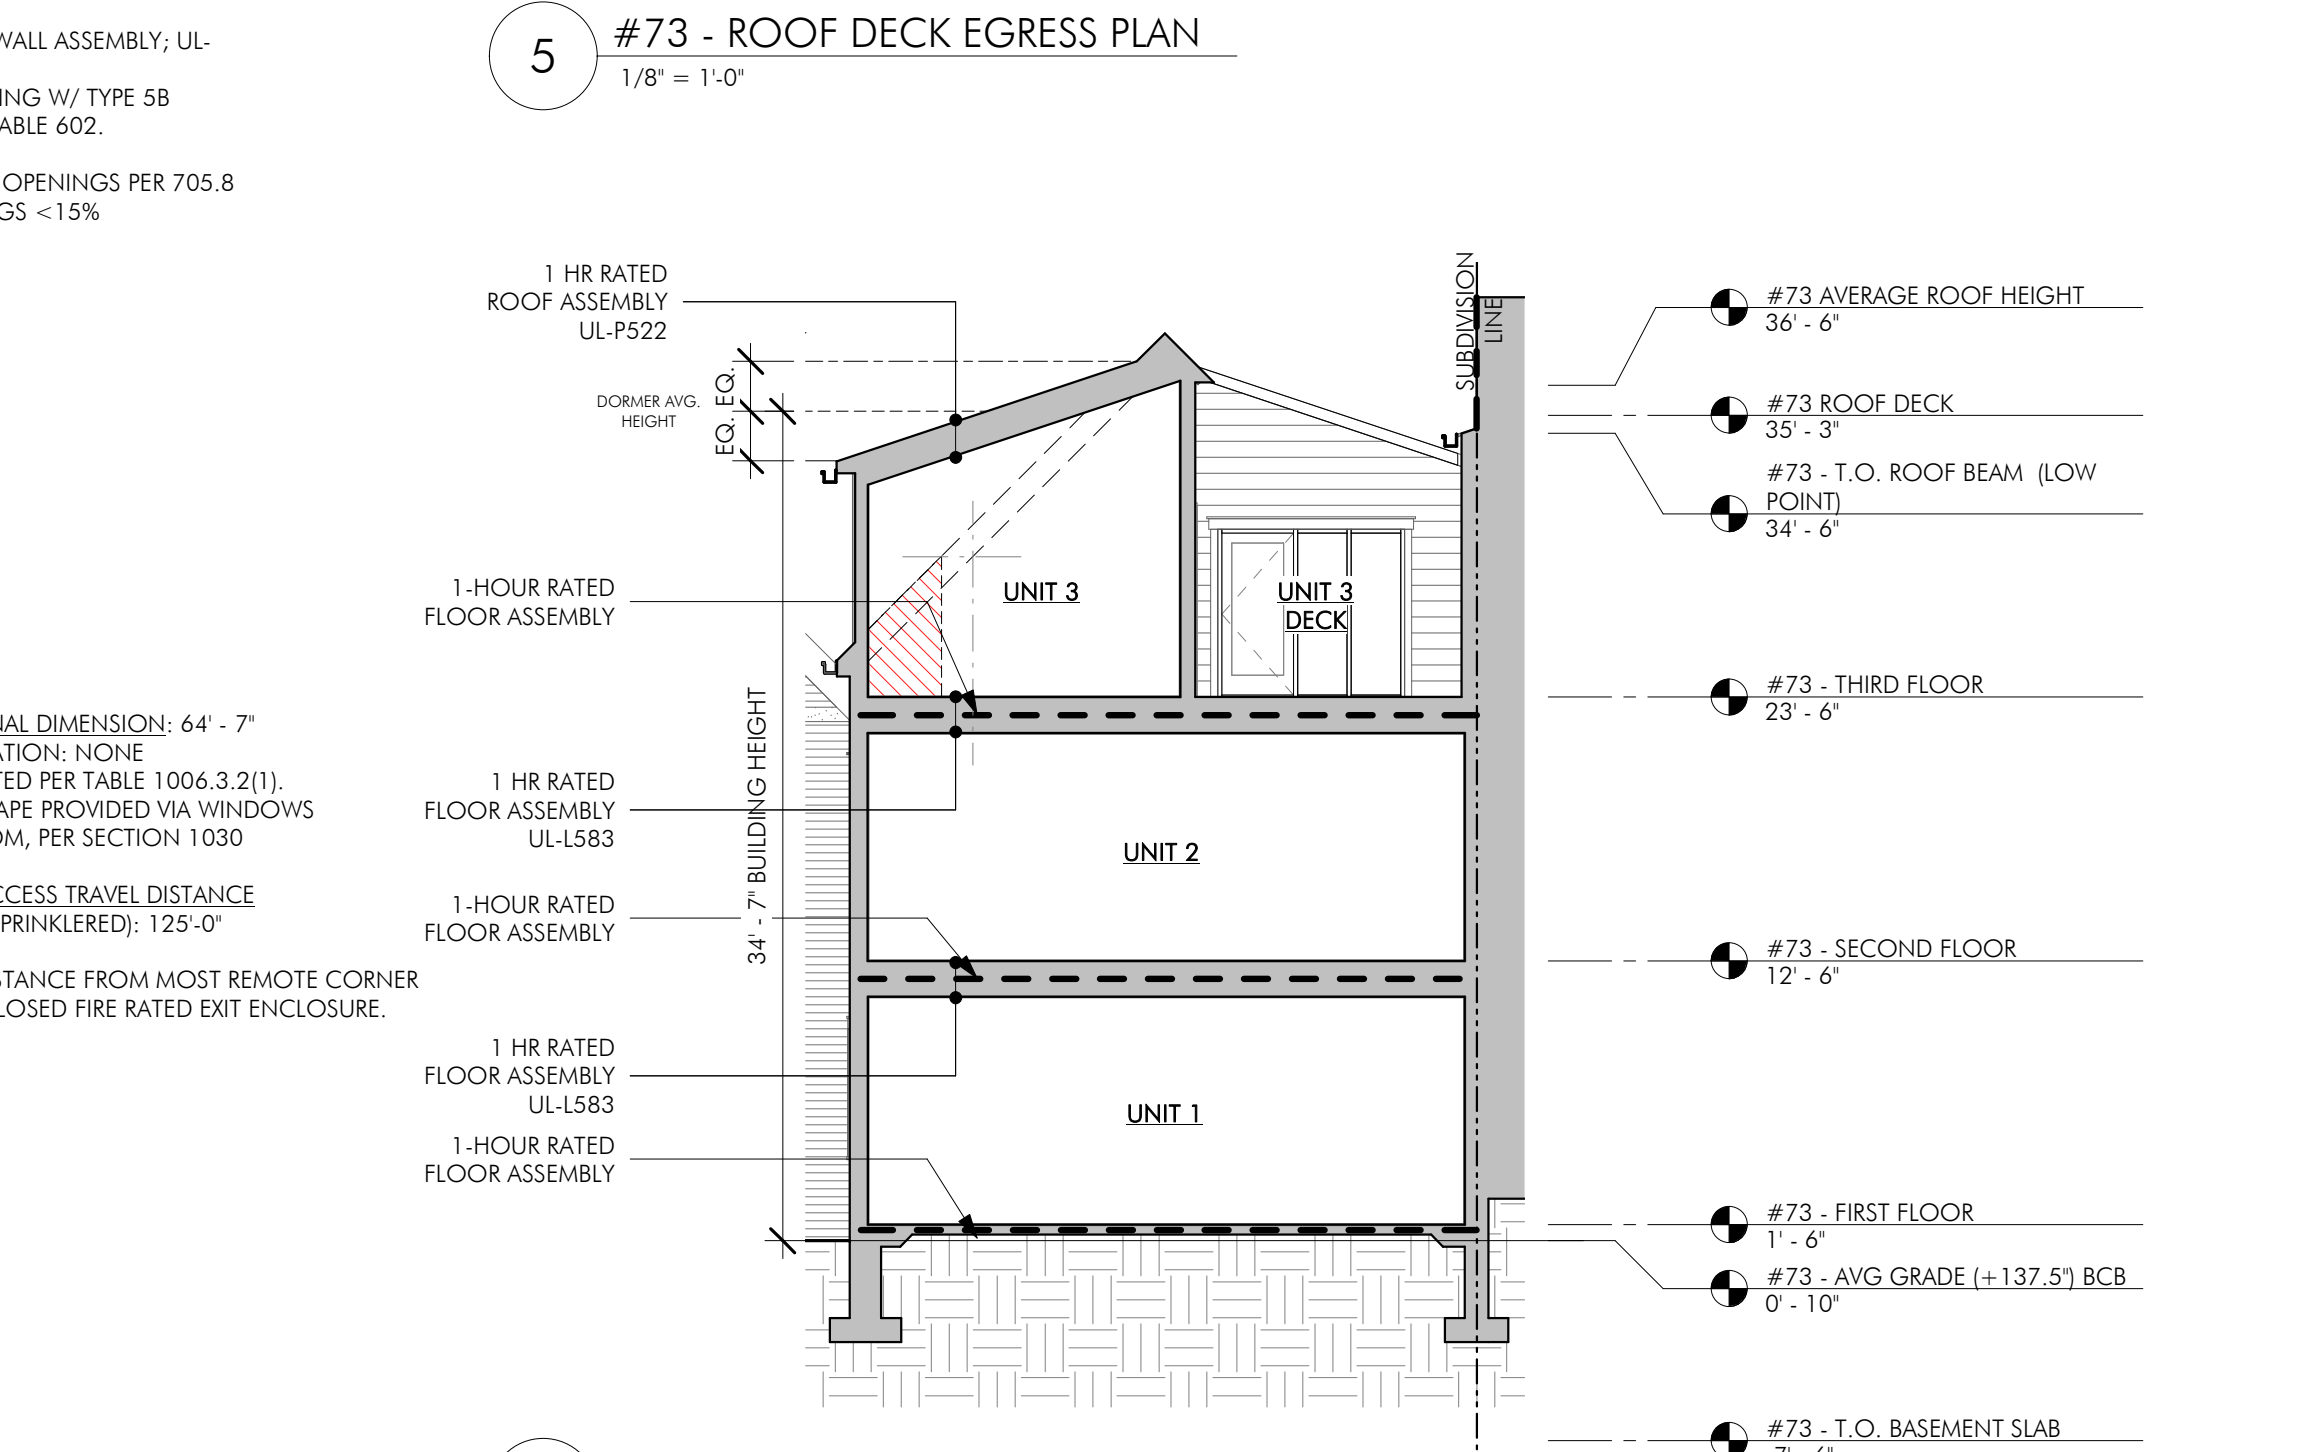 5
#73 - ROOF DECK EGRESS PLAN
1/8" = 1'-0"
WALL ASSEMBLY; UL-
ING W/ TYPE 5B
ABLE 602.
OPENINGS PER 705.8
GS <15%
NAL DIMENSION: 64' - 7"
ATION: NONE
TED PER TABLE 1006.3.2(1).
APE PROVIDED VIA WINDOWS
OM, PER SECTION 1030
CCESS TRAVEL DISTANCE
SPRINKLERED): 125'-0"
STANCE FROM MOST REMOTE CORNER
LOSED FIRE RATED EXIT ENCLOSURE.
1 HR RATED
ROOF ASSEMBLY
UL-P522
DORMER AVG.
HEIGHT
EQ.
EQ.
1-HOUR RATED
FLOOR ASSEMBLY
1 HR RATED
FLOOR ASSEMBLY
UL-L583
1-HOUR RATED
FLOOR ASSEMBLY
1 HR RATED
FLOOR ASSEMBLY
UL-L583
1-HOUR RATED
FLOOR ASSEMBLY
34' - 7" BUILDING HEIGHT
UNIT 3
UNIT 3
DECK
UNIT 2
UNIT 1
SUBDIVISION
LINE
#73 AVERAGE ROOF HEIGHT
36' - 6"
#73 ROOF DECK
35' - 3"
#73 - T.O. ROOF BEAM (LOW
POINT)
34' - 6"
#73 - THIRD FLOOR
23' - 6"
#73 - SECOND FLOOR
12' - 6"
#73 - FIRST FLOOR
1' - 6"
#73 - AVG GRADE (+137.5") BCB
0' - 10"
#73 - T.O. BASEMENT SLAB